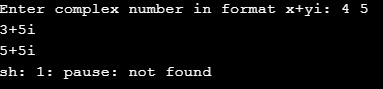 Enter complex number in format x+yi: 4 5
3+5i
5+5i
sh: 1: pause: not found